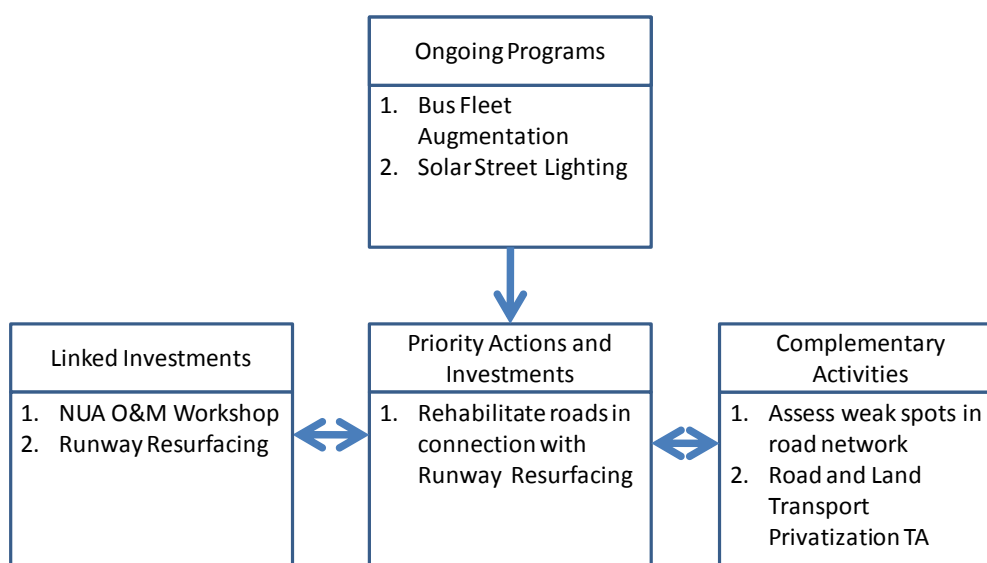 Ongoing Programs
1. Bus Fleet
Augmentation
2. Solar Street Lighting
Linked Investments
1. NUA O&M Workshop
2. Runway Resurfacing
Priority Actions and
Investments
1. Rehabilitate roads in
connection with
Runway Resurfacing
Complementary
Activities
1. Assess weak spots in
road network
2. Road and Land
Transport
Privatization TA